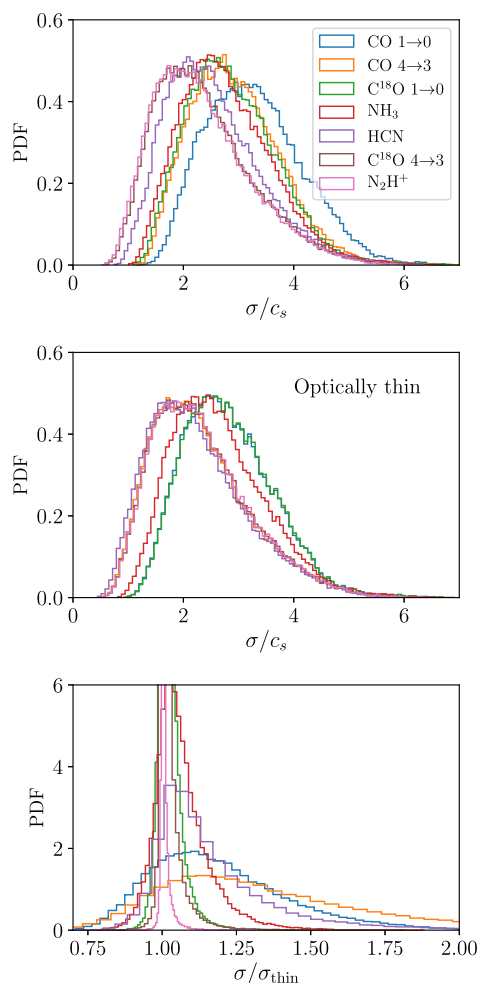 0.6
0.4
0.2
0.0
PDF
CO 1→0
CO 4→3
C¹⁸O 1→0
NH₃
HCN
C¹⁸O 4→3
N₂H⁺
0 2 4 6
σ/cₛ
0.6
0.4
0.2
0.0
PDF
Optically thin
0 2 4 6
σ/cₛ
6
4
2
0
PDF
0.75 1.00 1.25 1.50 1.75 2.00
σ/σ_thin